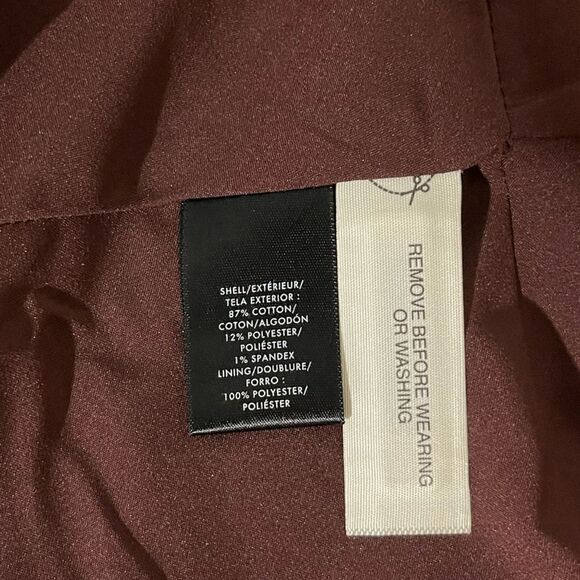 SHELL/EXTÉRIEUR/
TELA EXTERIOR :
87% COTTON/
COTON/ALGODÓN
12% POLYESTER/
POLIÉSTER
1% SPANDEX
LINING/DOUBLURE/
FORRO :
100% POLYESTER/
POLIÉSTER
REMOVE BEFORE WEARING
OR WASHING